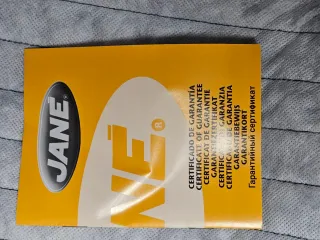 JANÉ
NE.®
CERTIFICADO DE GARANTÍA
CERTIFICATE OF GUARANTEE
CERTIFICAT DE GARANTIE
GARANTIEZERTIFIKAT
CERTIFICATO DI GARANZIA
CERTIFICADO DE GARANTIA
GARANTIEBEWIJS
GARANTIKORT
Гарантийный сертификат